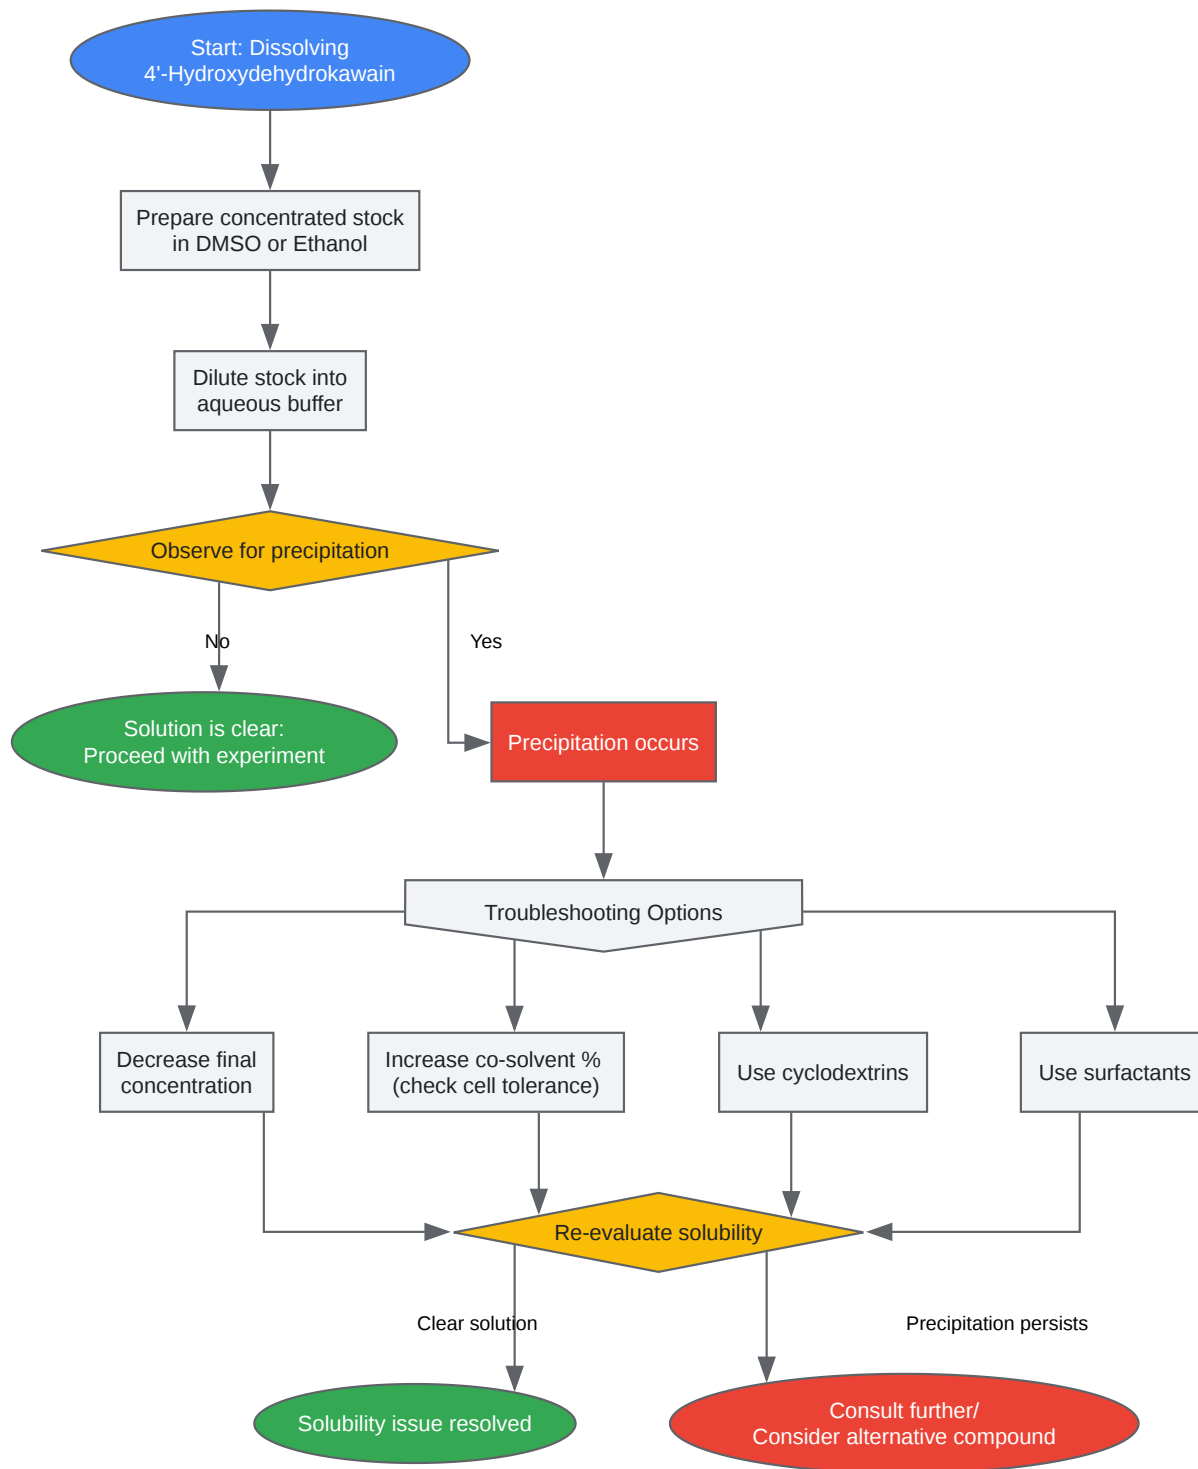 Start: Dissolving
4'-Hydroxydehydrokawain
Prepare concentrated stock
in DMSO or Ethanol
Dilute stock into
aqueous buffer
Observe for precipitation
No
Yes
Solution is clear:
Proceed with experiment
Precipitation occurs
Troubleshooting Options
Decrease final
concentration
Increase co-solvent %
(check cell tolerance)
Use cyclodextrins
Use surfactants
Re-evaluate solubility
Clear solution
Precipitation persists
Solubility issue resolved
Consult further/
Consider alternative compound